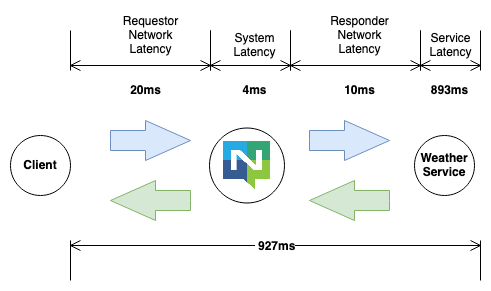 Requestor
Network
Latency
System
Latency
Responder
Network
Latency
Service
Latency
20ms
4ms
10ms
893ms
Client
N
Weather
Service
927ms